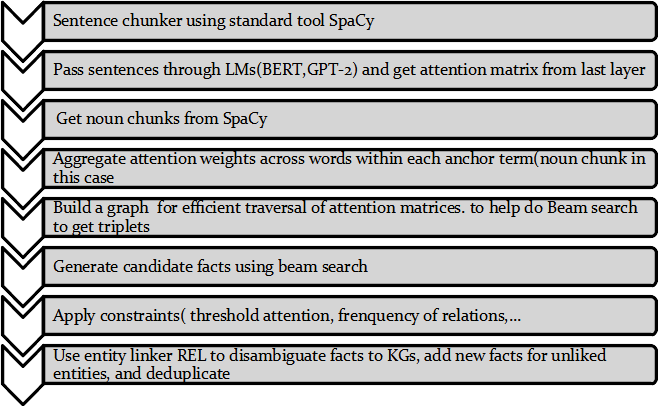 Sentence chunker using standard tool SpaCy
Pass sentences through LMs(BERT,GPT-2) and get attention matrix from last layer
Get noun chunks from SpaCy
Aggregate attention weights across words within each anchor term(noun chunk in
this case
Build a graph for efficient traversal of attention matrices. to help do Beam search
to get triplets
Generate candidate facts using beam search
Apply constraints( threshold attention, frenquency of relations,...
Use entity linker REL to disambiguate facts to KGs, add new facts for unliked
entities, and deduplicate